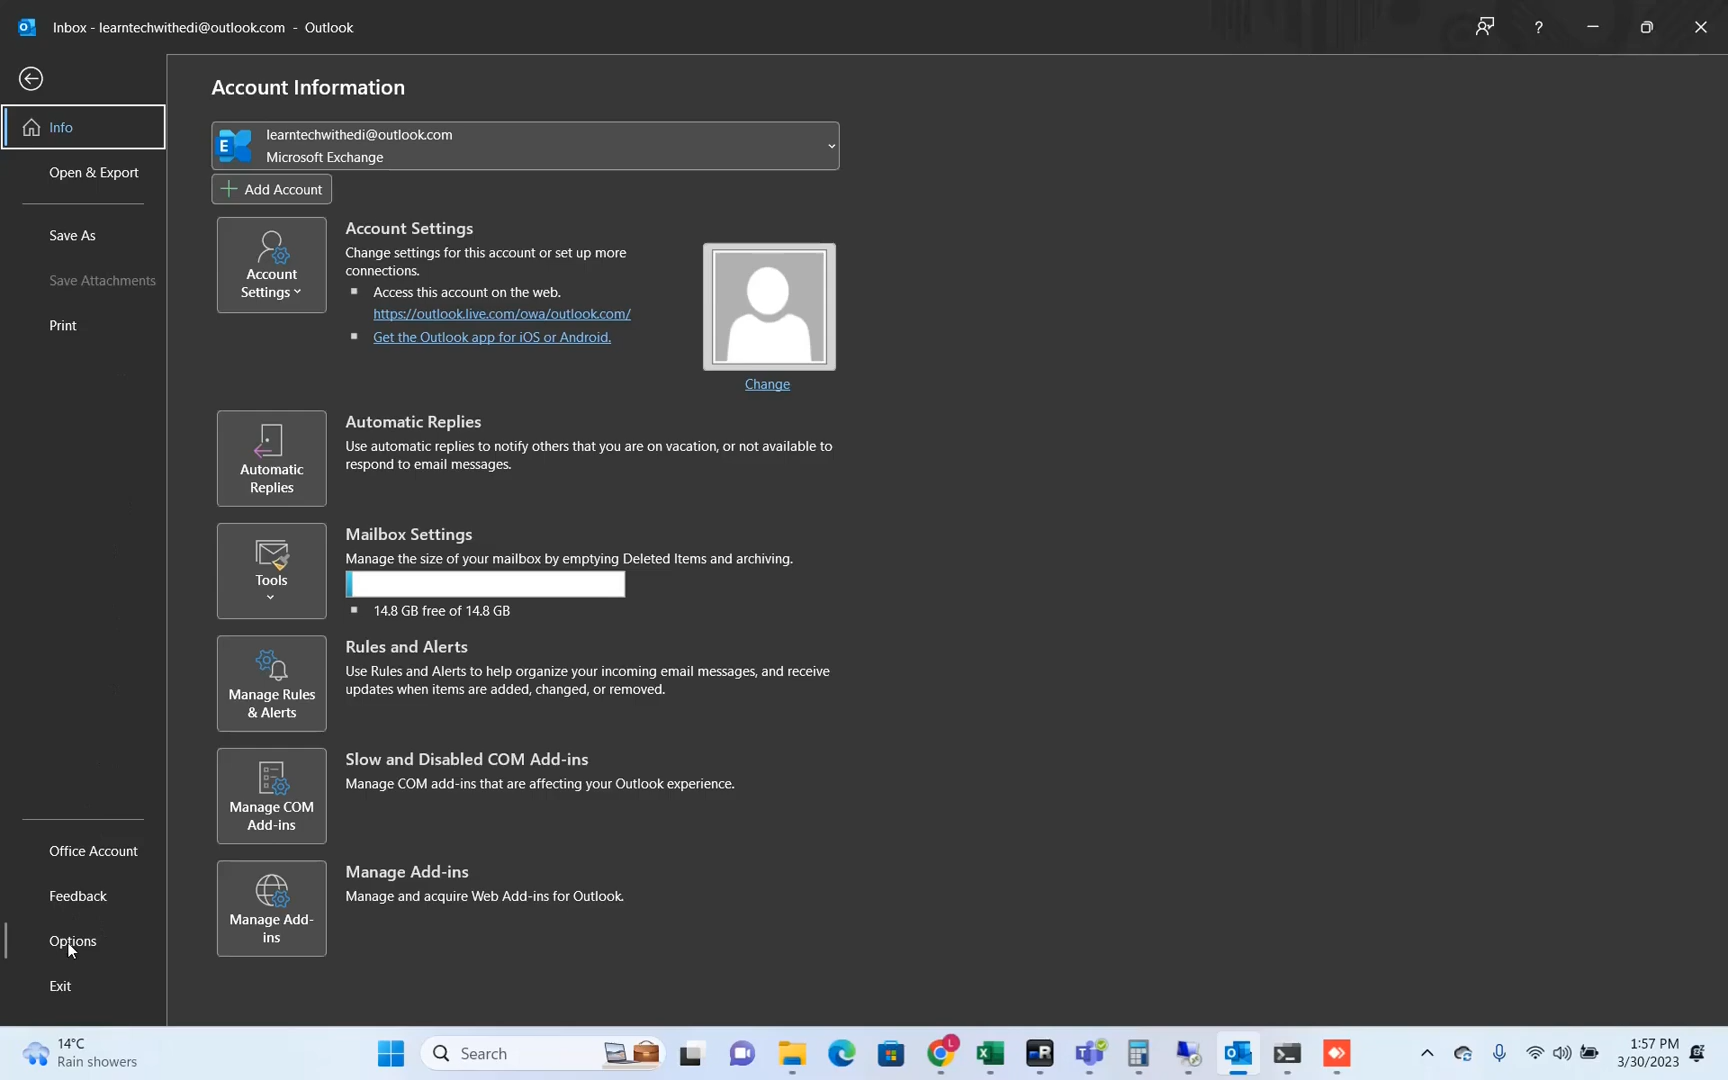 Inbox - learntechwithedi@outlook.com - Outlook
Info
Open & Export
Save As
Save Attachments
Print
Office Account
Feedback
Options
Exit
Account Information
learntechwithedi@outlook.com
Microsoft Exchange
Add Account
Account
Settings
Account Settings
Change settings for this account or set up more
connections.
Access this account on the web.
https://outlook.live.com/owa/outlook.com/
Get the Outlook app for iOS or Android.
Change
Automatic
Replies
Automatic Replies
Use automatic replies to notify others that you are on vacation, or not available to
respond to email messages.
Tools
Mailbox Settings
Manage the size of your mailbox by emptying Deleted Items and archiving.
14.8 GB free of 14.8 GB
Manage Rules
& Alerts
Rules and Alerts
Use Rules and Alerts to help organize your incoming email messages, and receive
updates when items are added, changed, or removed.
Manage COM
Add-ins
Slow and Disabled COM Add-ins
Manage COM add-ins that are affecting your Outlook experience.
Manage Add-
ins
Manage Add-ins
Manage and acquire Web Add-ins for Outlook.
14°C
Rain showers
Search
1:57 PM
3/30/2023